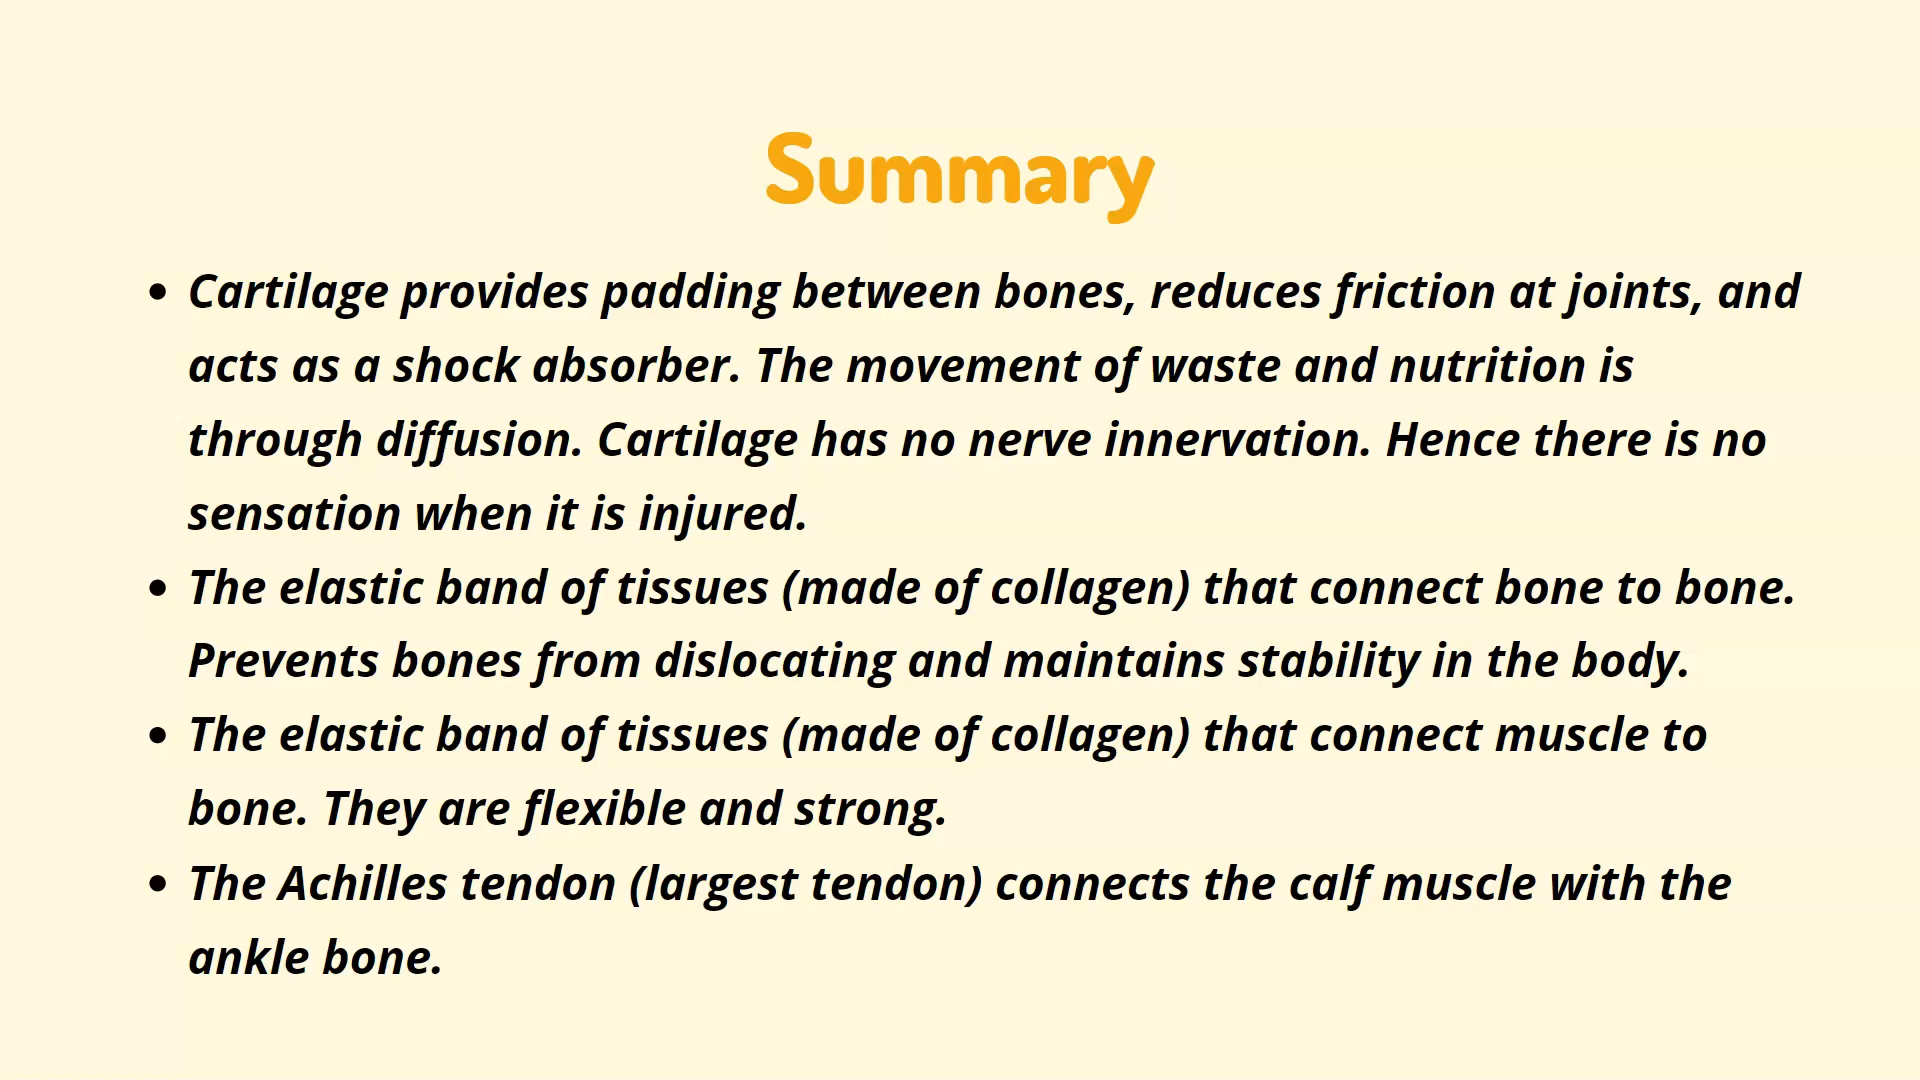 Summary
• Cartilage provides padding between bones, reduces friction at joints, and
acts as a shock absorber. The movement of waste and nutrition is
through diffusion. Cartilage has no nerve innervation. Hence there is no
sensation when it is injured.
• The elastic band of tissues (made of collagen) that connect bone to bone.
Prevents bones from dislocating and maintains stability in the body.
• The elastic band of tissues (made of collagen) that connect muscle to
bone. They are flexible and strong.
• The Achilles tendon (largest tendon) connects the calf muscle with the
ankle bone.